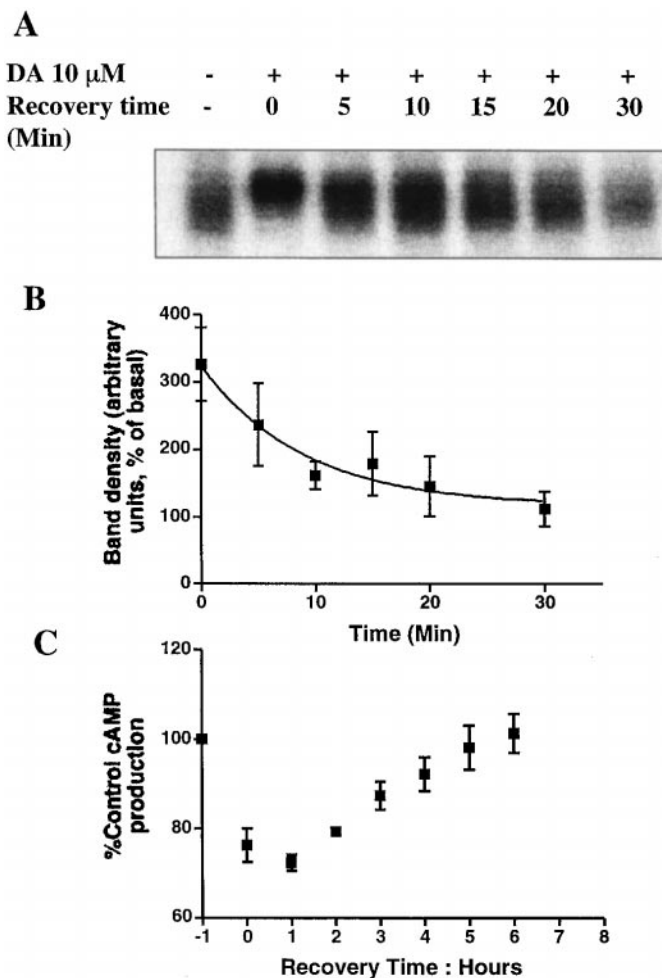 A
DA 10 μM - + + + + + +
Recovery time - 0 5 10 15 20 30
(Min)
B
Band density (arbitrary
units, % of basal)
400
300
200
100
0
0 10 20 30
Time (Min)
C
%Control cAMP
production
120
100
80
60
-1 0 1 2 3 4 5 6 7 8
Recovery Time : Hours